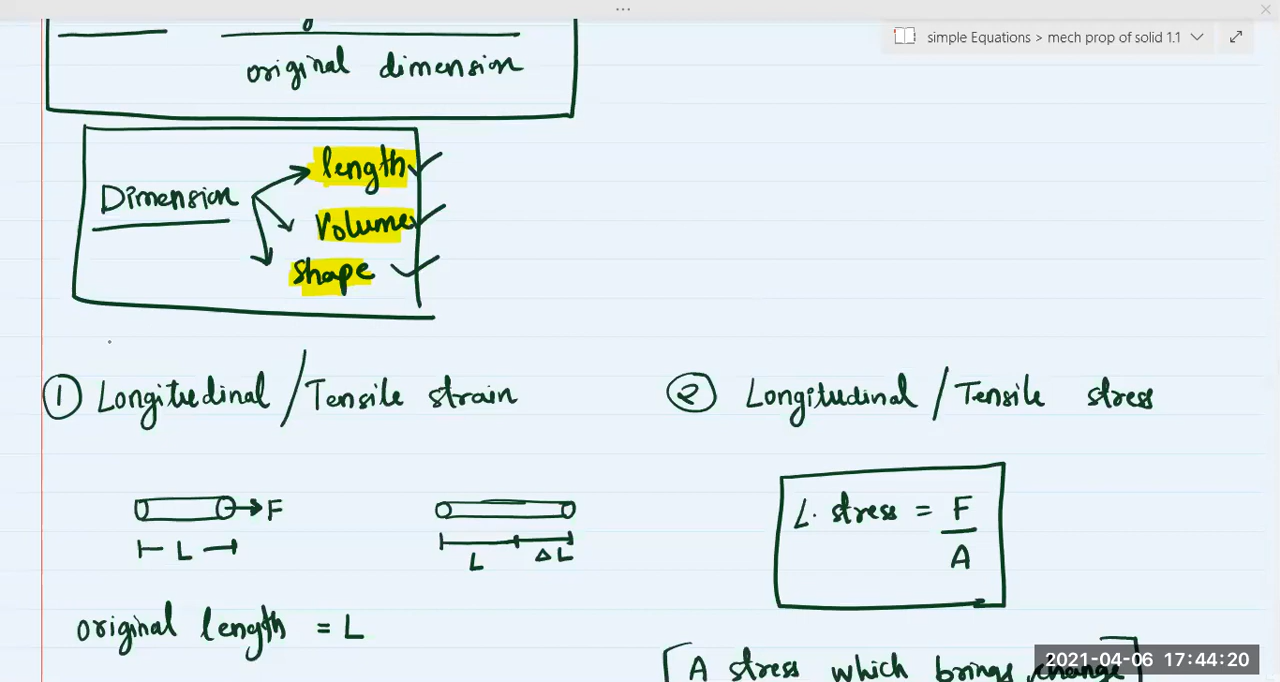 simple Equations > mech prop of solid 1.1
original dimension
Dimension
length
Volume
shape
① Longitudinal / Tensile strain
F
L
L ΔL
original length = L
② Longitudinal / Tensile stress
L. stress = F
A
[A stress which brings change]
2021-04-06 17:44:20